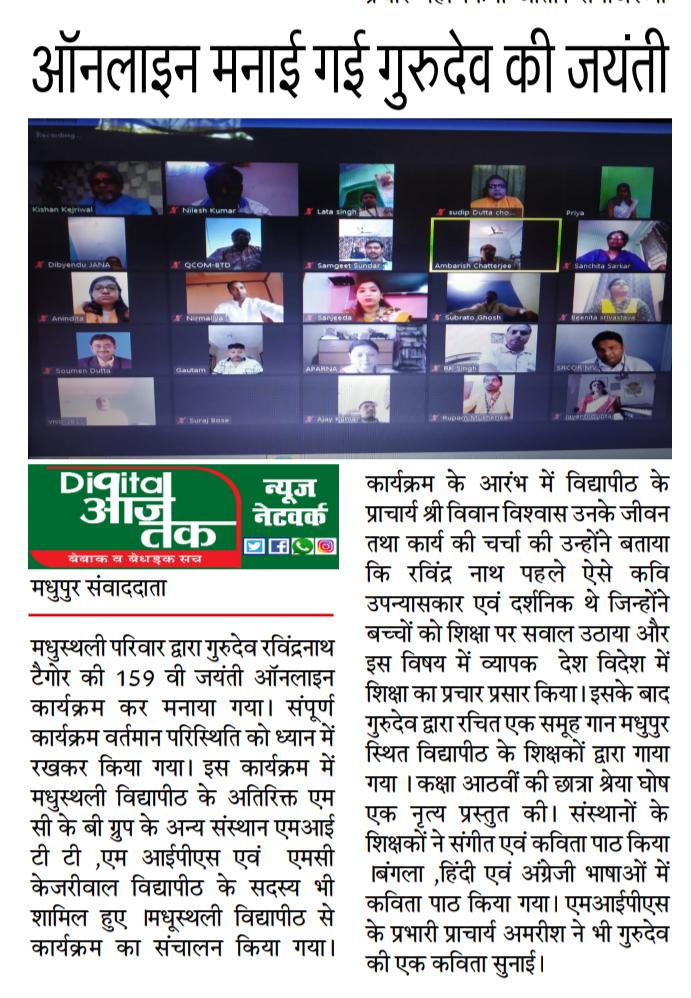 ऑनलाइन मनाई गई गुरुदेव की जयंती
Recording...
Kishan Kejriwal
Nilesh Kumar
Lata singh
sudip Dutta cho...
Priya
Dibyendu JANA
QCOM-BTD
Samgeet Sundar
Ambarish Chatterjee
Sanchita Sarkar
Anindita
Nirmalya
Sanjeeda
Subrato Ghosh
Beenita srivastava
Soumen Dutta
Gautam
APARNA
BK Singh
SRCOR MV
Suraj Bose
Ajay Kumar
Rupam Mukherjee
Jayanti Gupta
Digital
आज
तक
बेबाक व बेधड़क सच
न्यूज
नेटवर्क
मधुपुर संवाददाता
मधुस्थली परिवार द्वारा गुरुदेव रविंद्रनाथ
टैगोर की 159 वी जयंती ऑनलाइन
कार्यक्रम कर मनाया गया। संपूर्ण
कार्यक्रम वर्तमान परिस्थिति को ध्यान में
रखकर किया गया। इस कार्यक्रम में
मधुस्थली विद्यापीठ के अतिरिक्त एम
सी के बी ग्रुप के अन्य संस्थान एमआई
टी टी ,एम आईपीएस एवं एमसी
केजरीवाल विद्यापीठ के सदस्य भी
शामिल हुए ।मधूस्थली विद्यापीठ से
कार्यक्रम का संचालन किया गया।
कार्यक्रम के आरंभ में विद्यापीठ के
प्राचार्य श्री विवान विश्वास उनके जीवन
तथा कार्य की चर्चा की उन्होंने बताया
कि रविंद्र नाथ पहले ऐसे कवि
उपन्यासकार एवं दर्शनिक थे जिन्होंने
बच्चों को शिक्षा पर सवाल उठाया और
इस विषय में व्यापक देश विदेश में
शिक्षा का प्रचार प्रसार किया। इसके बाद
गुरुदेव द्वारा रचित एक समूह गान मधुपुर
स्थित विद्यापीठ के शिक्षकों द्वारा गाया
गया । कक्षा आठवीं की छात्रा श्रेया घोष
एक नृत्य प्रस्तुत की। संस्थानों के
शिक्षकों ने संगीत एवं कविता पाठ किया
।बंगला ,हिंदी एवं अंग्रेजी भाषाओं में
कविता पाठ किया गया। एमआईपीएस
के प्रभारी प्राचार्य अमरीश ने भी गुरुदेव
की एक कविता सुनाई।